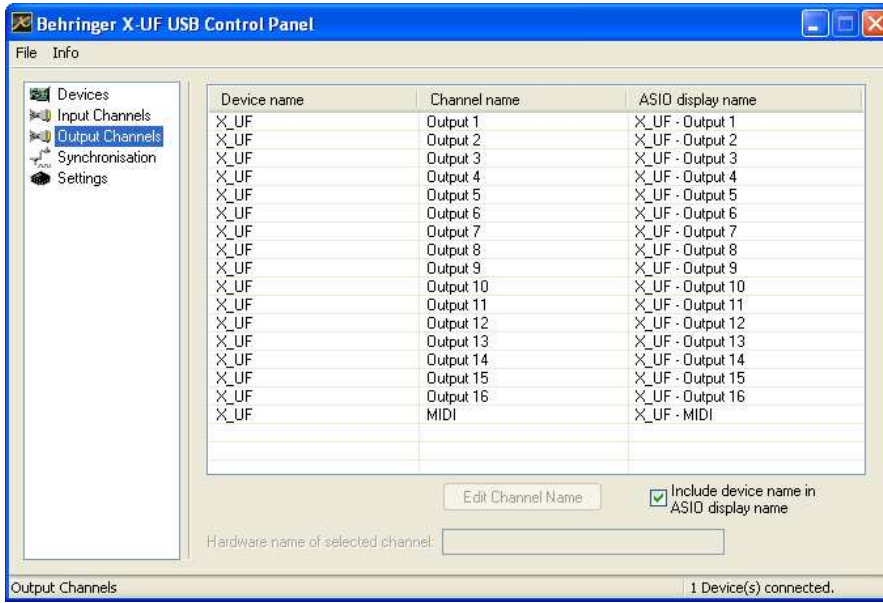 Behringer X-UF USB Control Panel
File Info
Devices
Input Channels
Output Channels
Synchronisation
Settings
Device name Channel name ASIO display name
X_UF Output 1 X_UF - Output 1
X_UF Output 2 X_UF - Output 2
X_UF Output 3 X_UF - Output 3
X_UF Output 4 X_UF - Output 4
X_UF Output 5 X_UF - Output 5
X_UF Output 6 X_UF - Output 6
X_UF Output 7 X_UF - Output 7
X_UF Output 8 X_UF - Output 8
X_UF Output 9 X_UF - Output 9
X_UF Output 10 X_UF - Output 10
X_UF Output 11 X_UF - Output 11
X_UF Output 12 X_UF - Output 12
X_UF Output 13 X_UF - Output 13
X_UF Output 14 X_UF - Output 14
X_UF Output 15 X_UF - Output 15
X_UF Output 16 X_UF - Output 16
X_UF MIDI X_UF - MIDI
Edit Channel Name
Include device name in
ASIO display name
Hardware name of selected channel:
Output Channels
1 Device(s) connected.